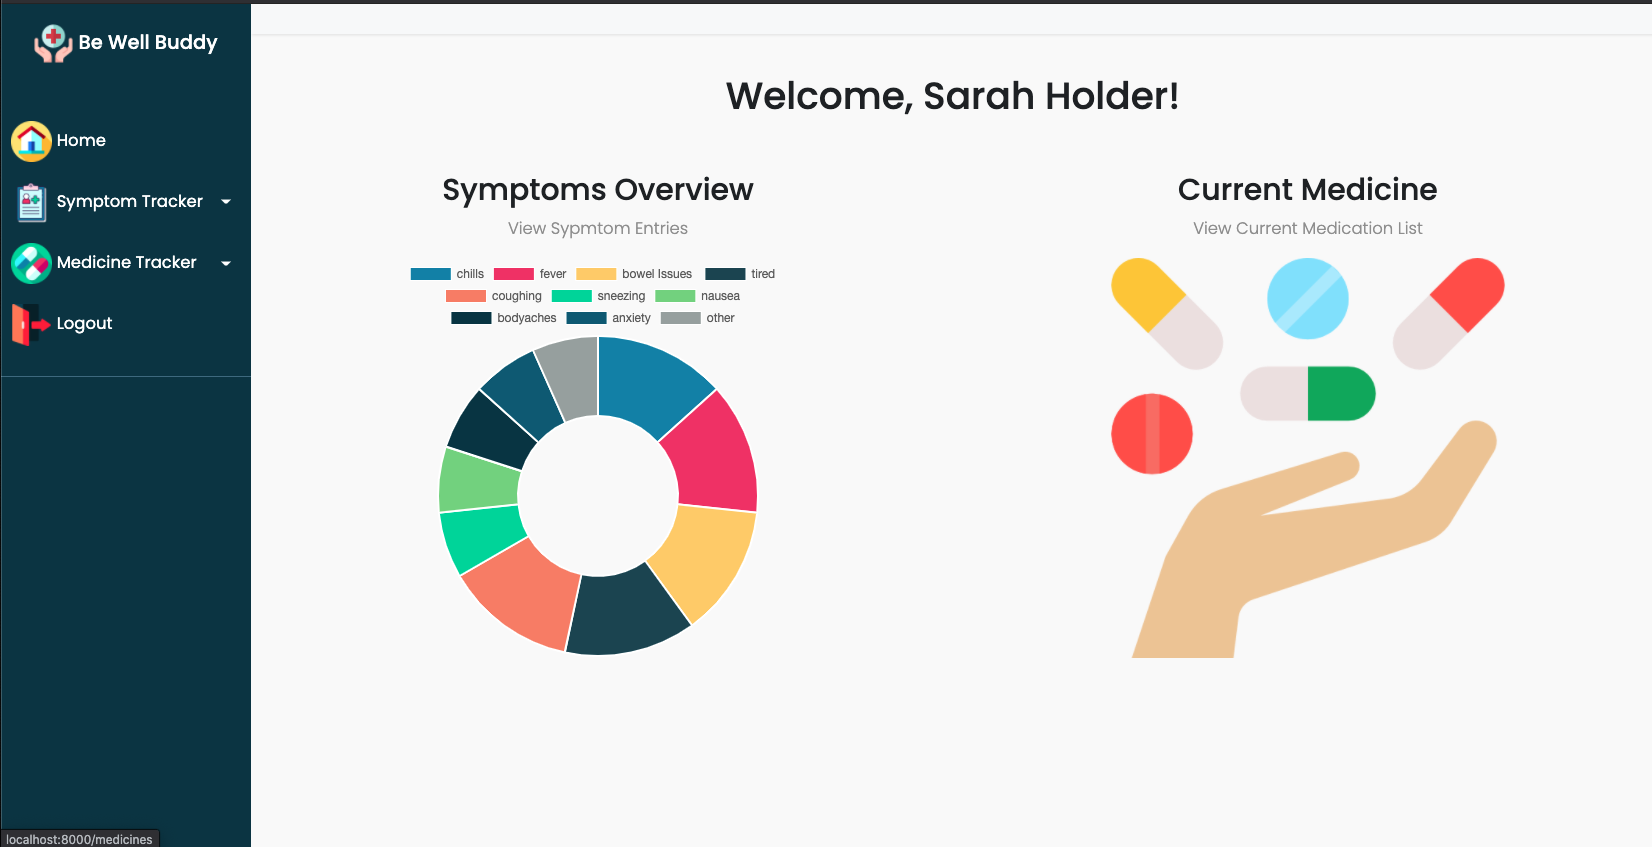 Be Well Buddy
Home
Symptom Tracker
Medicine Tracker
Logout
Welcome, Sarah Holder!
Symptoms Overview
View Sypmtom Entries
chills fever bowel Issues tired
coughing sneezing nausea
bodyaches anxiety other
Current Medicine
View Current Medication List
localhost:8000/medicines